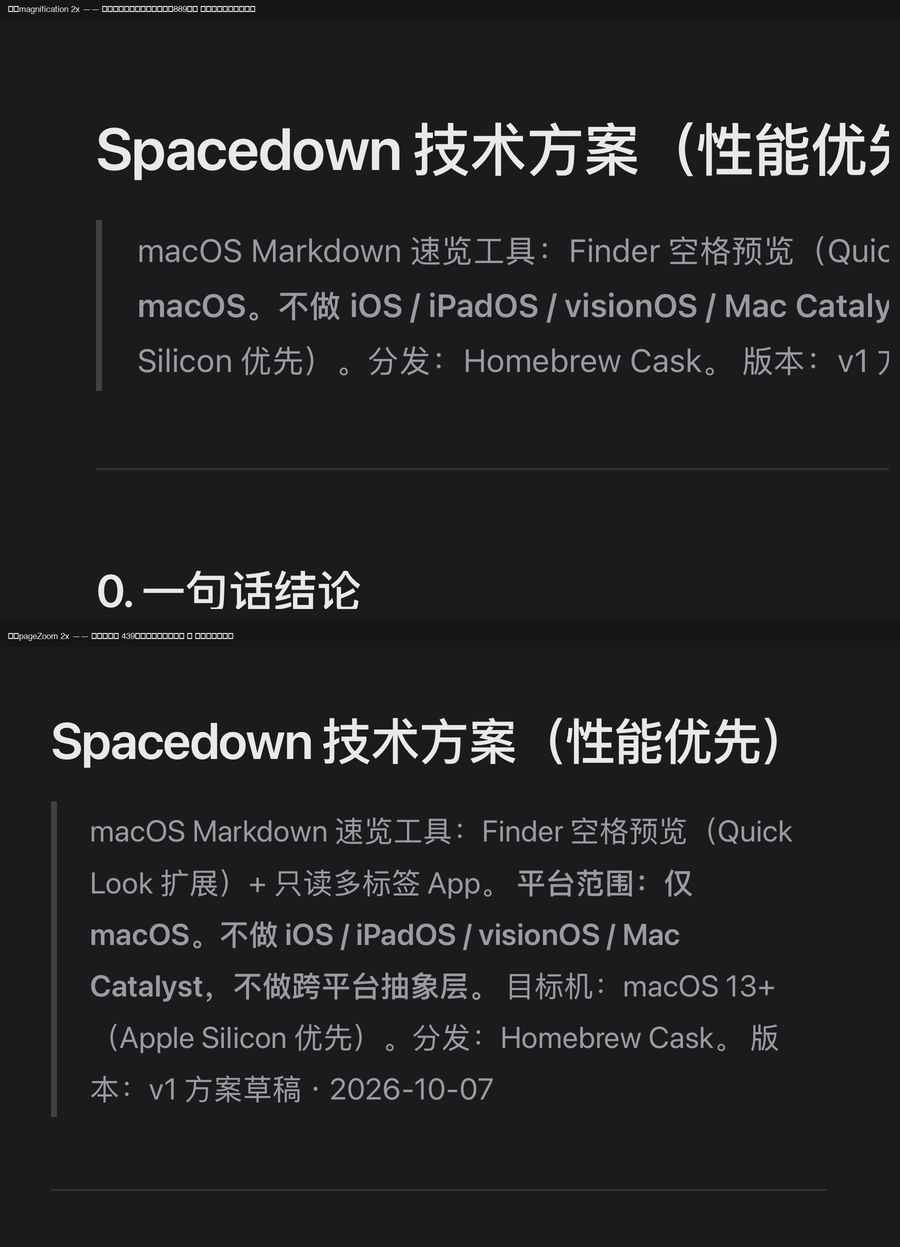 magnification 2x —— 889
Spacedown 技术方案（性能优先
macOS Markdown 速览工具：Finder 空格预览（Quic
macOS。不做 iOS / iPadOS / visionOS / Mac Cataly
Silicon 优先）。分发：Homebrew Cask。 版本：v1
0. 一句话结论
pageZoom 2x —— 439
Spacedown 技术方案（性能优先）
macOS Markdown 速览工具：Finder 空格预览（Quick
Look 扩展）+ 只读多标签 App。 平台范围：仅
macOS。不做 iOS / iPadOS / visionOS / Mac
Catalyst，不做跨平台抽象层。 目标机：macOS 13+
（Apple Silicon 优先）。分发：Homebrew Cask。 版
本：v1 方案草稿 · 2026-10-07